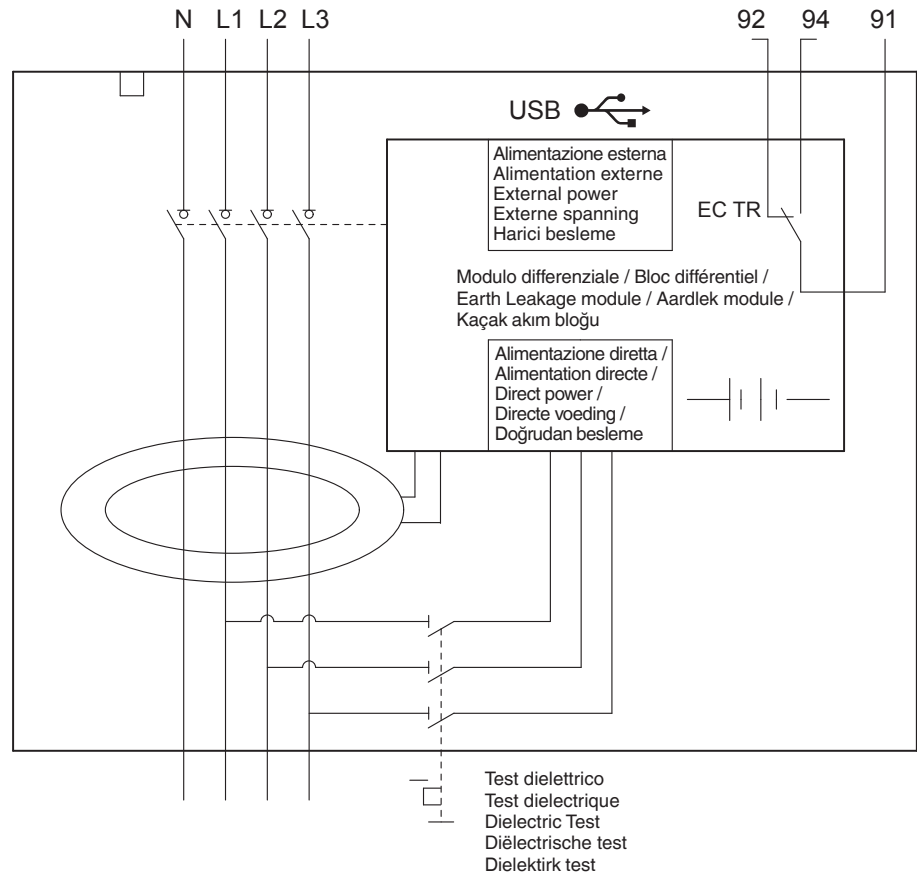 N L1 L2 L3 92 94 91
USB
Alimentazione esterna
Alimentation externe
External power
Externe spanning
Harici besleme
EC TR
Modulo differenziale / Bloc différentiel /
Earth Leakage module / Aardlek module /
Kaçak akım bloğu
Alimentazione diretta /
Alimentation directe /
Direct power /
Directe voeding /
Doğrudan besleme
Test dielettrico
Test dielectrique
Dielectric Test
Diëlectrische test
Dielektirk test